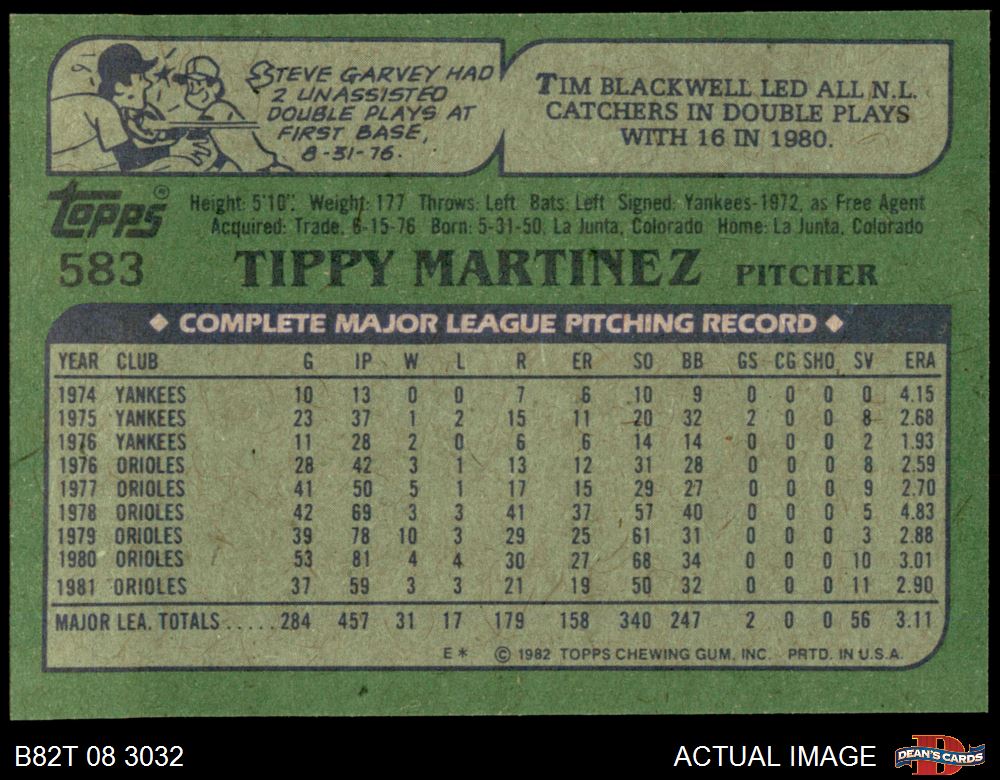 STEVE GARVEY HAD
2 UNASSISTED
DOUBLE PLAYS AT
FIRST BASE,
8-31-76.
TIM BLACKWELL LED ALL N.L.
CATCHERS IN DOUBLE PLAYS
WITH 16 IN 1980.
topps®
Height: 5'10". Weight: 177 Throws: Left Bats: Left Signed: Yankees-1972, as Free Agent
Acquired: Trade, 6-15-76 Born: 5-31-50, La Junta, Colorado Home: La Junta, Colorado
583 TIPPY MARTINEZ PITCHER
◆ COMPLETE MAJOR LEAGUE PITCHING RECORD ◆
YEAR CLUB G IP W L R ER SO BB GS CG SHO SV ERA
1974 YANKEES 10 13 0 0 7 6 10 9 0 0 0 0 4.15
1975 YANKEES 23 37 1 2 15 11 20 32 2 0 0 8 2.68
1976 YANKEES 11 28 2 0 6 6 14 14 0 0 0 2 1.93
1976 ORIOLES 28 42 3 1 13 12 31 28 0 0 0 8 2.59
1977 ORIOLES 41 50 5 1 17 15 29 27 0 0 0 9 2.70
1978 ORIOLES 42 69 3 3 41 37 57 40 0 0 0 5 4.83
1979 ORIOLES 39 78 10 3 29 25 61 31 0 0 0 3 2.88
1980 ORIOLES 53 81 4 4 30 27 68 34 0 0 0 10 3.01
1981 ORIOLES 37 59 3 3 21 19 50 32 0 0 0 11 2.90
MAJOR LEA. TOTALS.....284 457 31 17 179 158 340 247 2 0 0 56 3.11
E* © 1982 TOPPS CHEWING GUM, INC. PRTD. IN U.S.A.
B82T 08 3032 ACTUAL IMAGE
D
DEAN'S CARDS